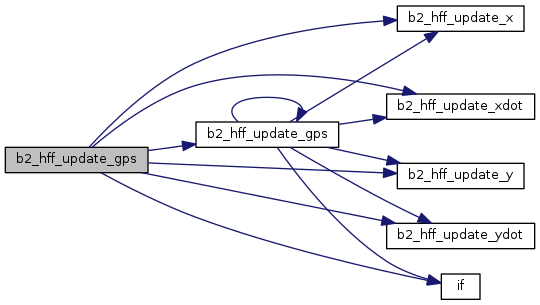 b2_hff_update_x
b2_hff_update_xdot
b2_hff_update_gps
b2_hff_update_gps
b2_hff_update_y
b2_hff_update_ydot
if